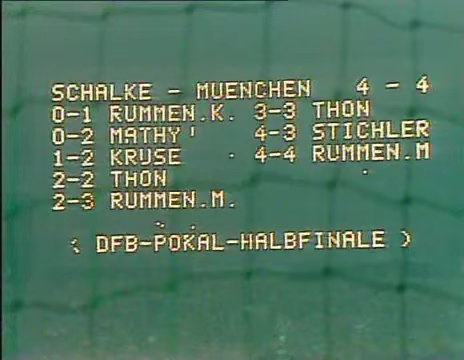 SCHALKE - MUENCHEN 4 - 4
0-1 RUMMEN.K. 3-3 THON
0-2 MATHY' 4-3 STICHLER
1-2 KRUSE 4-4 RUMMEN.M
2-2 THON
2-3 RUMMEN.M.
( DFB-POKAL-HALBFINALE )